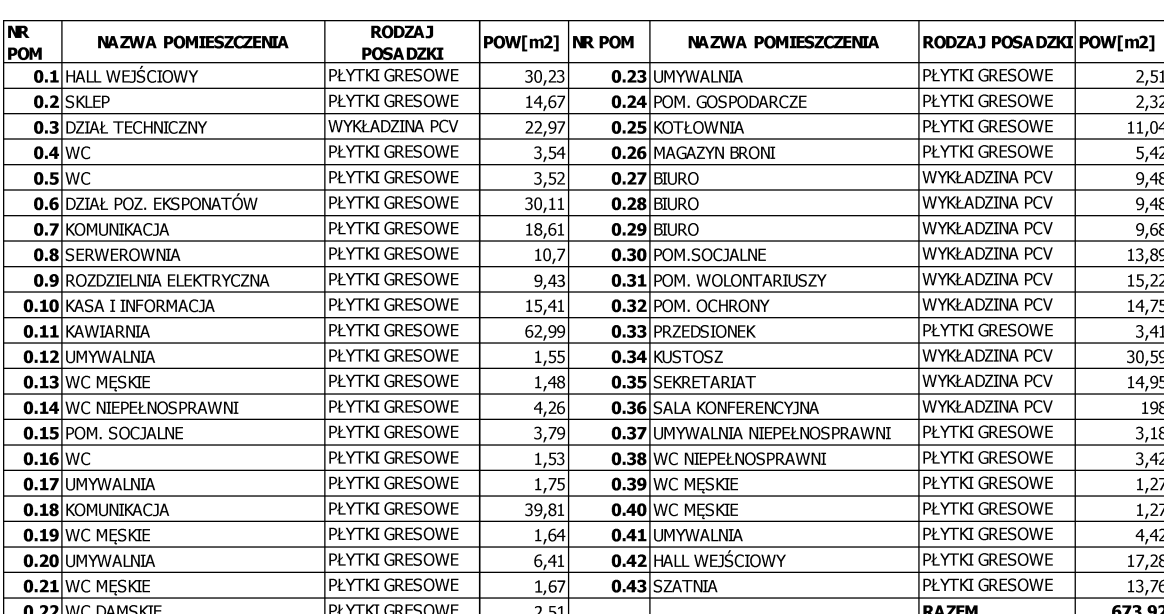 NR POM NAZWA POMIESZCZENIA RODZAJ POSADZKI POW[m2] NR POM NAZWA POMIESZCZENIA RODZAJ POSADZKI POW[m2]
0.1 HALL WEJŚCIOWY PŁYTKI GRESOWE 30,23 0.23 UMYWALNIA PŁYTKI GRESOWE 2,51
0.2 SKLEP PŁYTKI GRESOWE 14,67 0.24 POM. GOSPODARCZE PŁYTKI GRESOWE 2,32
0.3 DZIAŁ TECHNICZNY WYKŁADZINA PCV 22,97 0.25 KOTŁOWNIA PŁYTKI GRESOWE 11,04
0.4 WC PŁYTKI GRESOWE 3,54 0.26 MAGAZYN BRONI PŁYTKI GRESOWE 5,42
0.5 WC PŁYTKI GRESOWE 3,52 0.27 BIURO WYKŁADZINA PCV 9,48
0.6 DZIAŁ POZ. EKSPONATÓW PŁYTKI GRESOWE 30,11 0.28 BIURO WYKŁADZINA PCV 9,48
0.7 KOMUNIKACJA PŁYTKI GRESOWE 18,61 0.29 BIURO WYKŁADZINA PCV 9,68
0.8 SERWEROWNIA PŁYTKI GRESOWE 10,7 0.30 POM.SOCJALNE WYKŁADZINA PCV 13,89
0.9 ROZDZIELNIA ELEKTRYCZNA PŁYTKI GRESOWE 9,43 0.31 POM. WOLONTARIUSZY WYKŁADZINA PCV 15,22
0.10 KASA I INFORMACJA PŁYTKI GRESOWE 15,41 0.32 POM. OCHRONY WYKŁADZINA PCV 14,75
0.11 KAWIARNIA PŁYTKI GRESOWE 62,99 0.33 PRZEDSIONEK PŁYTKI GRESOWE 3,41
0.12 UMYWALNIA PŁYTKI GRESOWE 1,55 0.34 KUSTOSZ WYKŁADZINA PCV 30,59
0.13 WC MĘSKIE PŁYTKI GRESOWE 1,48 0.35 SEKRETARIAT WYKŁADZINA PCV 14,95
0.14 WC NIEPEŁNOSPRAWNI PŁYTKI GRESOWE 4,26 0.36 SALA KONFERENCYJNA WYKŁADZINA PCV 198
0.15 POM. SOCJALNE PŁYTKI GRESOWE 3,79 0.37 UMYWALNIA NIEPEŁNOSPRAWNI PŁYTKI GRESOWE 3,18
0.16 WC PŁYTKI GRESOWE 1,53 0.38 WC NIEPEŁNOSPRAWNI PŁYTKI GRESOWE 3,42
0.17 UMYWALNIA PŁYTKI GRESOWE 1,75 0.39 WC MĘSKIE PŁYTKI GRESOWE 1,27
0.18 KOMUNIKACJA PŁYTKI GRESOWE 39,81 0.40 WC MĘSKIE PŁYTKI GRESOWE 1,27
0.19 WC MĘSKIE PŁYTKI GRESOWE 1,64 0.41 UMYWALNIA PŁYTKI GRESOWE 4,42
0.20 UMYWALNIA PŁYTKI GRESOWE 6,41 0.42 HALL WEJŚCIOWY PŁYTKI GRESOWE 17,28
0.21 WC MĘSKIE PŁYTKI GRESOWE 1,67 0.43 SZATNIA PŁYTKI GRESOWE 13,76
0.22 WC DAMSKIE PŁYTKI GRESOWE 2,51 RAZEM 673,92